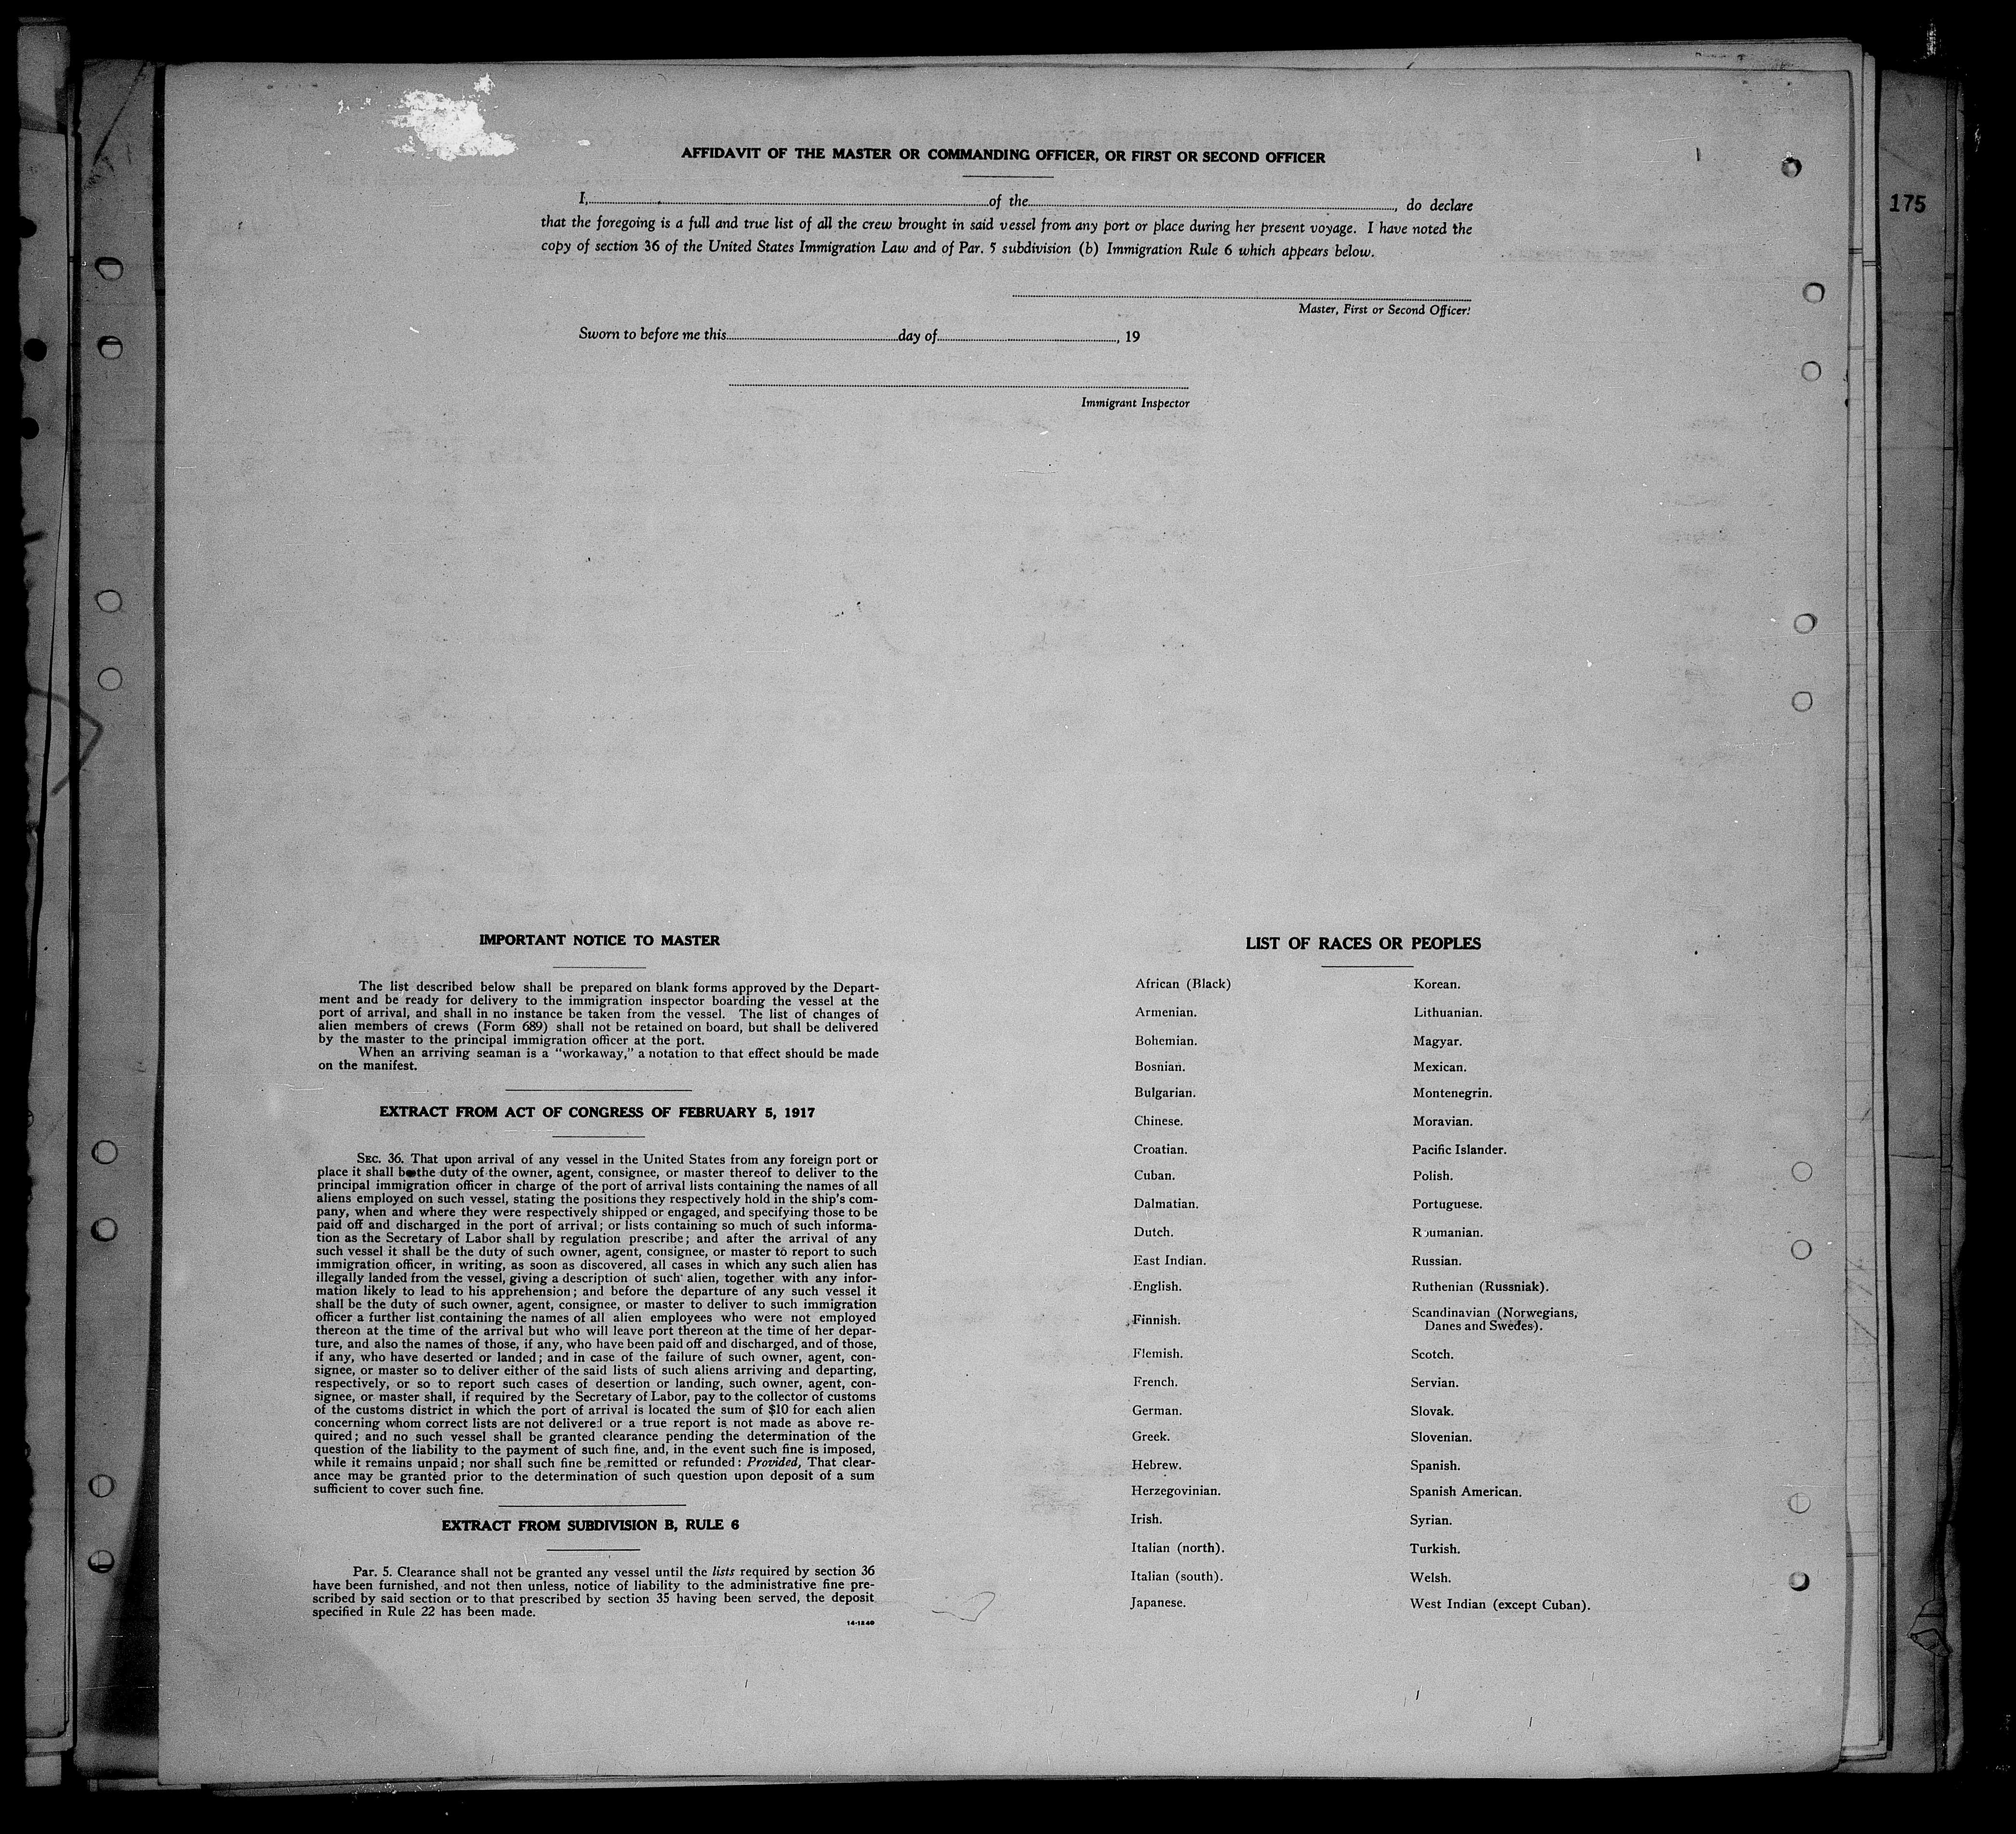 AFFIDAVIT OF THE MASTER OR COMMANDING OFFICER, OR FIRST OR SECOND OFFICER
I, of the , do declare
that the foregoing is a full and true list of all the crew brought in said vessel from any port or place during her present voyage. I have noted the
copy of section 36 of the United States Immigration Law and of Par. 5 subdivision (b) Immigration Rule 6 which appears below.
Master, First or Second Officer.
Sworn to before me this day of , 19
Immigrant Inspector
175
IMPORTANT NOTICE TO MASTER
The list described below shall be prepared on blank forms approved by the Depart-
ment and be ready for delivery to the immigration inspector boarding the vessel at the
port of arrival, and shall in no instance be taken from the vessel. The list of changes of
alien members of crews (Form 689) shall not be retained on board, but shall be delivered
by the master to the principal immigration officer at the port.
When an arriving seaman is a "workaway," a notation to that effect should be made
on the manifest.
EXTRACT FROM ACT OF CONGRESS OF FEBRUARY 5, 1917
SEC. 36. That upon arrival of any vessel in the United States from any foreign port or
place it shall be the duty of the owner, agent, consignee, or master thereof to deliver to the
principal immigration officer in charge of the port of arrival lists containing the names of all
aliens employed on such vessel, stating the positions they respectively hold in the ship's com-
pany, when and where they were respectively shipped or engaged, and specifying those to be
paid off and discharged in the port of arrival; or lists containing so much of such informa-
tion as the Secretary of Labor shall by regulation prescribe; and after the arrival of any
such vessel it shall be the duty of such owner, agent, consignee, or master to report to such
immigration officer, in writing, as soon as discovered, all cases in which any such alien has
illegally landed from the vessel, giving a description of such alien, together with any infor-
mation likely to lead to his apprehension; and before the departure of any such vessel it
shall be the duty of such owner, agent, consignee, or master to deliver to such immigration
officer a further list containing the names of all alien employees who were not employed
thereon at the time of the arrival but who will leave port thereon at the time of her depar-
ture, and also the names of those, if any, who have been paid off and discharged, and of those,
if any, who have deserted or landed; and in case of the failure of such owner, agent, con-
signee, or master so to deliver either of the said lists of such aliens arriving and departing,
respectively, or so to report such cases of desertion or landing, such owner, agent, con-
signee, or master shall, if required by the Secretary of Labor, pay to the collector of customs
of the customs district in which the port of arrival is located the sum of $10 for each alien
concerning whom correct lists are not delivered or a true report is not made as above re-
quired; and no such vessel shall be granted clearance pending the determination of the
question of the liability to the payment of such fine, and, in the event such fine is imposed,
while it remains unpaid; nor shall such fine be remitted or refunded: Provided, That clear-
ance may be granted prior to the determination of such question upon deposit of a sum
sufficient to cover such fine.
EXTRACT FROM SUBDIVISION B, RULE 6
Par. 5. Clearance shall not be granted any vessel until the lists required by section 36
have been furnished, and not then unless, notice of liability to the administrative fine pre-
scribed by said section or to that prescribed by section 35 having been served, the deposit
specified in Rule 22 has been made.
14-1240
LIST OF RACES OR PEOPLES
African (Black)
Armenian.
Bohemian.
Bosnian.
Bulgarian.
Chinese.
Croatian.
Cuban.
Dalmatian.
Dutch.
East Indian.
English.
Finnish.
Flemish.
French.
German.
Greek.
Hebrew.
Herzegovinian.
Irish.
Italian (north).
Italian (south).
Japanese.
Korean.
Lithuanian.
Magyar.
Mexican.
Montenegrin.
Moravian.
Pacific Islander.
Polish.
Portuguese.
Roumanian.
Russian.
Ruthenian (Russniak).
Scandinavian (Norwegians,
Danes and Swedes).
Scotch.
Servian.
Slovak.
Slovenian.
Spanish.
Spanish American.
Syrian.
Turkish.
Welsh.
West Indian (except Cuban).